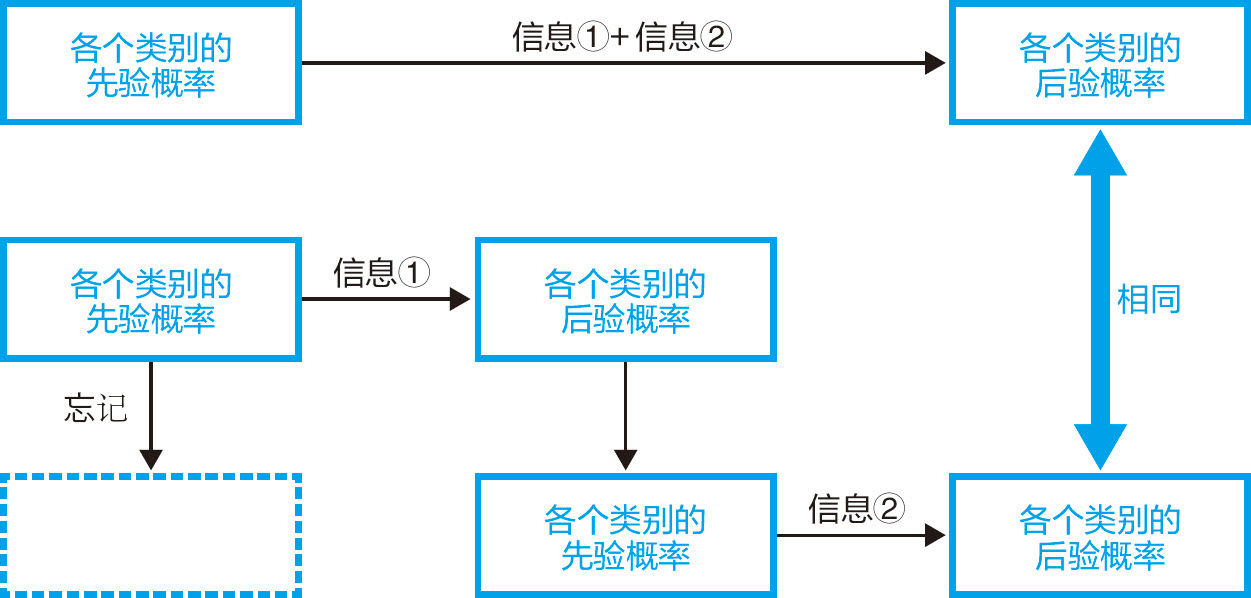 各个类别的
先验概率
信息①+信息②
各个类别的
后验概率
各个类别的
先验概率
信息①
各个类别的
后验概率
相同
忘记
各个类别的
先验概率
信息②
各个类别的
后验概率